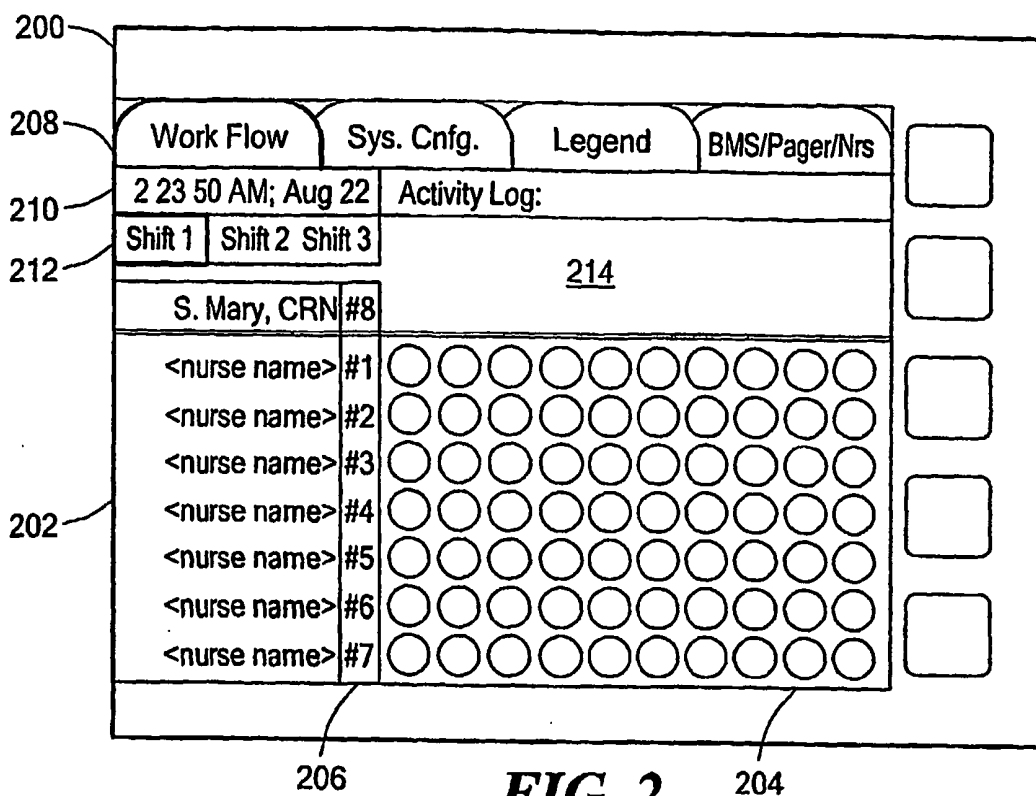 200
208
Work Flow Sys. Cnfg. Legend BMS/Pager/Nrs
210
2 23 50 AM; Aug 22 Activity Log:
212
Shift 1 Shift 2 Shift 3
214
S. Mary, CRN #8
<nurse name> #1
<nurse name> #2
<nurse name> #3
202
<nurse name> #4
<nurse name> #5
<nurse name> #6
<nurse name> #7
206
FIG. 2
204